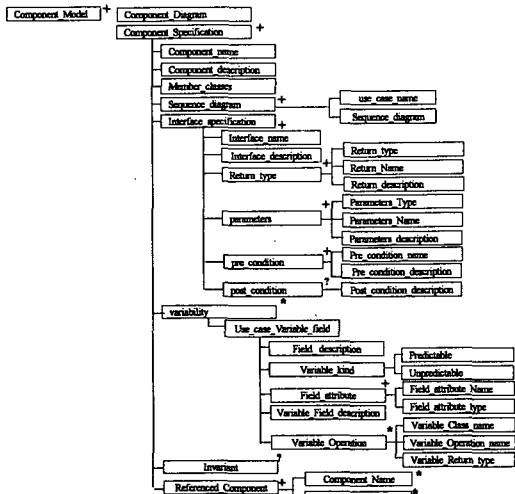 Component_Model + Component_Diagram
Component_Specification +
Component_name
Component_description
Member_classes
Sequence_diagram +
use_case_name
Sequence_diagram
Interface_specification +
Interface_name
Interface_description
Return_type +
Return_type
Return_Name
Return_description
parameters +
Parameters_Type
Parameters_Name
Parameters_description
pre_condition +
Pre_condition_name
Pre_condition_description
post_condition ?
Post_condition_description
variability *
Use_case_Variable_field
Field_description
Variable_kind
Predictable
Unpredictable
Field_attribute +
Field_attribute_Name
Field_attribute_type
Variable_Field_description
Variable_Operation *
Variable_Class_name
Variable_Operation_name
Variable_Return_type
Invariant ?
Referenced_Component +
Component_Name *
*